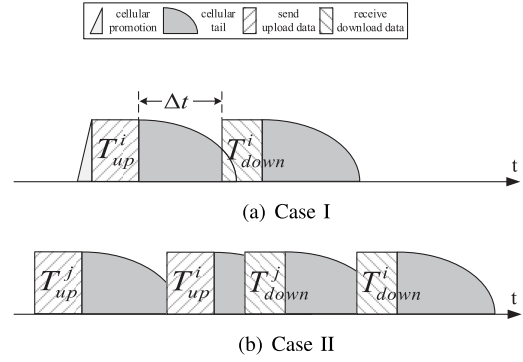 cellular promotion
cellular tail
send upload data
receive download data
Δt
T^i_up
T^i_down
t
(a) Case I
T^j_up
T^i_up
T^j_down
T^i_down
t
(b) Case II